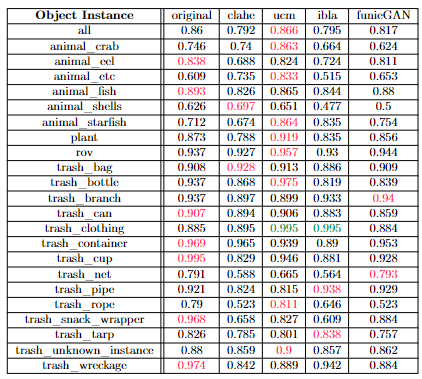 Object Instance original clahe ucm ibla funieGAN
all 0.86 0.792 0.866 0.795 0.817
animal_crab 0.746 0.74 0.863 0.664 0.624
animal_eel 0.838 0.688 0.824 0.724 0.811
animal_etc 0.609 0.735 0.833 0.515 0.653
animal_fish 0.893 0.826 0.865 0.844 0.88
animal_shells 0.626 0.697 0.651 0.477 0.5
animal_starfish 0.712 0.674 0.864 0.835 0.754
plant 0.873 0.788 0.919 0.835 0.856
rov 0.937 0.927 0.957 0.93 0.944
trash_bag 0.908 0.928 0.913 0.886 0.909
trash_bottle 0.937 0.868 0.975 0.819 0.839
trash_branch 0.937 0.897 0.899 0.933 0.94
trash_can 0.907 0.894 0.906 0.883 0.859
trash_clothing 0.885 0.895 0.995 0.995 0.884
trash_container 0.969 0.965 0.939 0.89 0.953
trash_cup 0.995 0.829 0.946 0.881 0.928
trash_net 0.791 0.588 0.665 0.564 0.793
trash_pipe 0.921 0.824 0.815 0.938 0.929
trash_rope 0.79 0.523 0.811 0.646 0.523
trash_snack_wrapper 0.968 0.658 0.827 0.609 0.884
trash_tarp 0.826 0.785 0.801 0.838 0.757
trash_unknown_instance 0.88 0.859 0.9 0.857 0.862
trash_wreckage 0.974 0.842 0.889 0.942 0.884